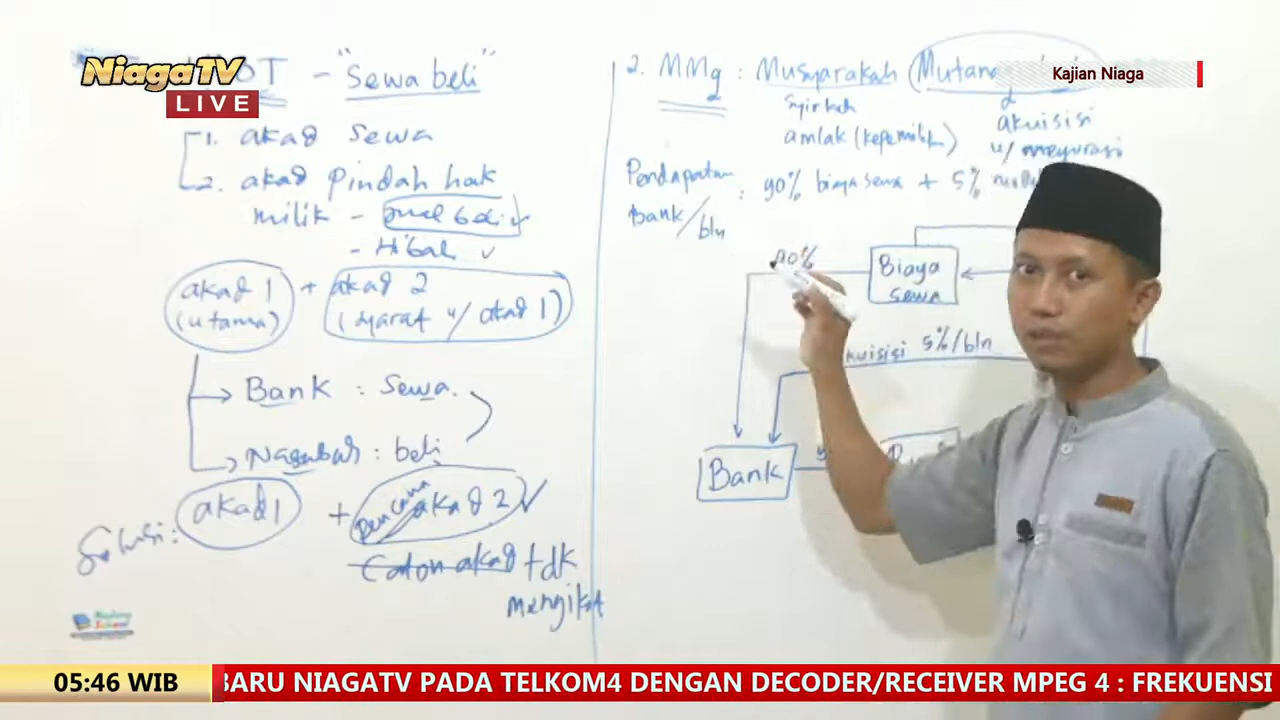 NiagaTV
LIVE
Kajian Niaga
- "Sewa beli"
1. akad sewa
2. akad pindah hak
milik - jual beli
- Hibah
akad 1 + akad 2
(utama) (syarat u/ akad 1)
Bank : Sewa
Nasabah : beli
Solusi : akad 1 + Rencana akad 2
Calon akad tdk
mengikat
2. MMq : Musyarakah (Mutana
syirkah
amlak (kepemilikan)
akuisisi
u/
Pendapatan
Bank/bln : 90% biaya sewa + 5%
90%
Biaya
sewa
5%/bln
Bank
05:46 WIB
BARU NIAGATV PADA TELKOM4 DENGAN DECODER/RECEIVER MPEG 4 : FREKUENSI